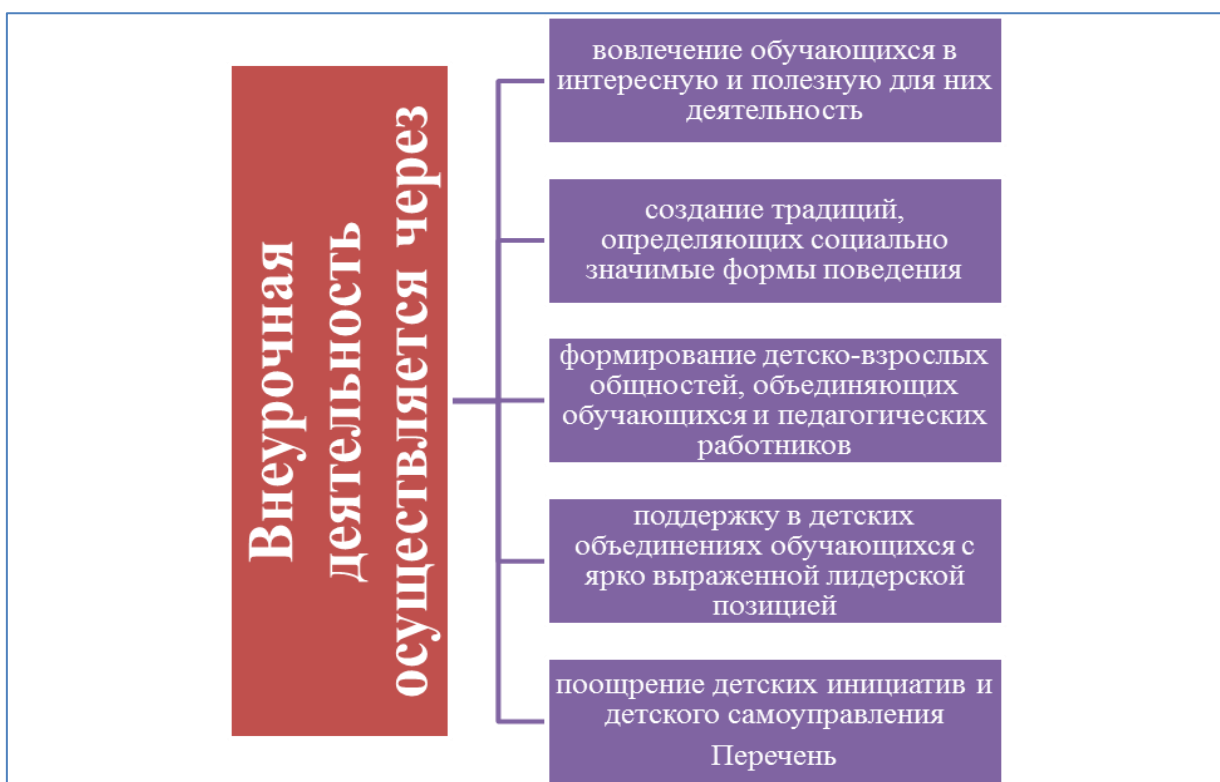 Внеурочная
деятельность
осуществляется через
вовлечение обучающихся в
интересную и полезную для них
деятельность
создание традиций,
определяющих социально
значимые формы поведения
формирование детско-взрослых
общностей, объединяющих
обучающихся и педагогических
работников
поддержку в детских
объединениях обучающихся с
ярко выраженной лидерской
позицией
поощрение детских инициатив и
детского самоуправления
Перечень